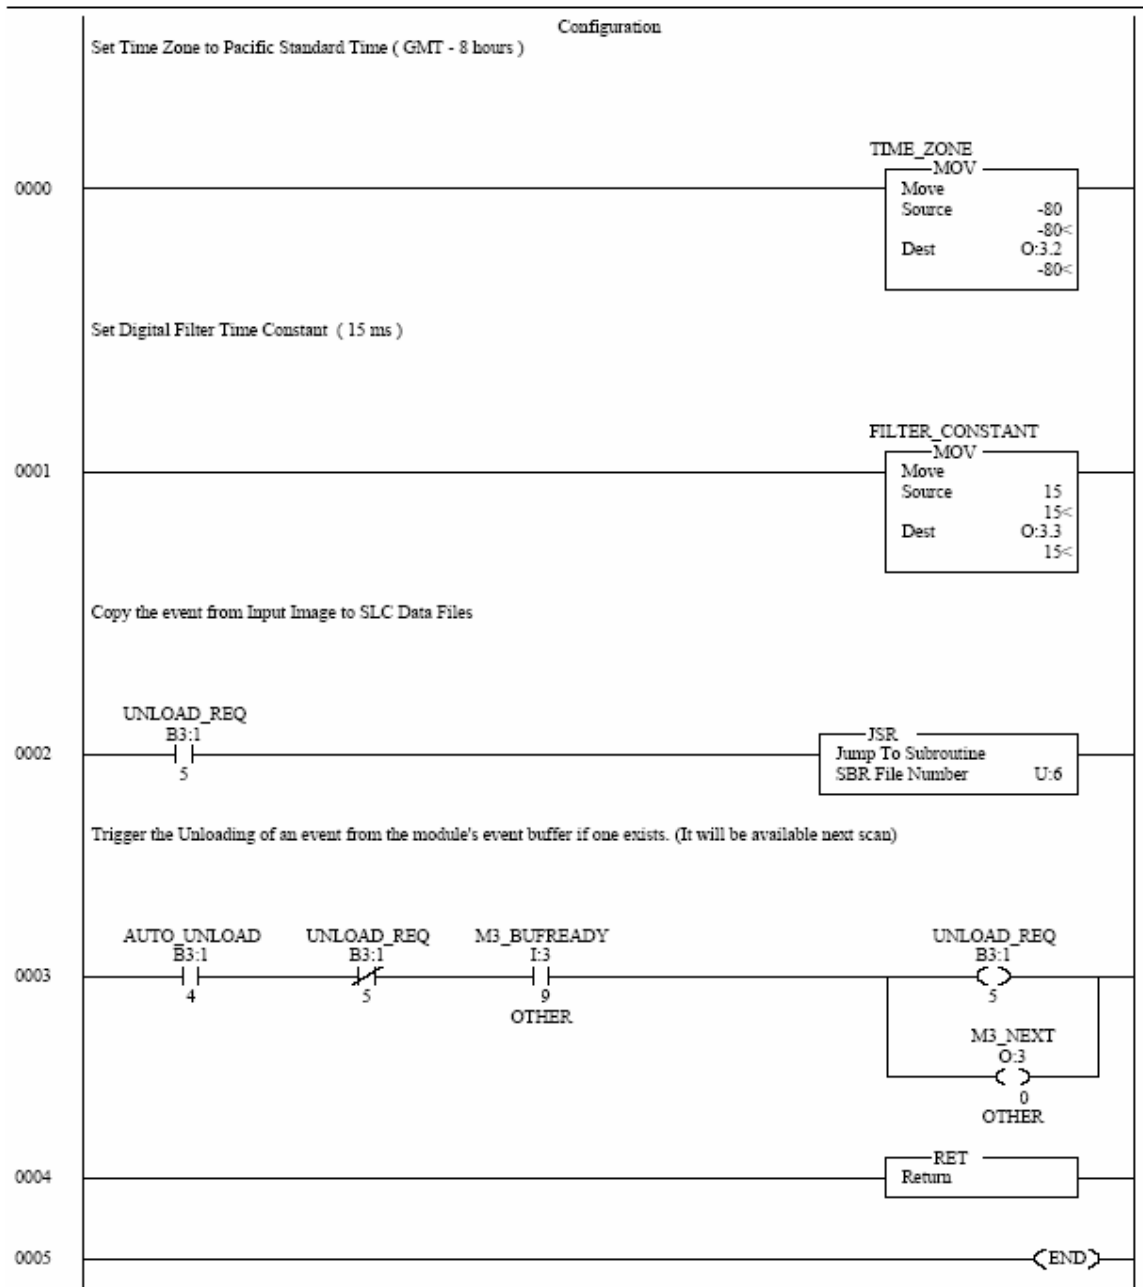 Configuration
Set Time Zone to Pacific Standard Time ( GMT - 8 hours )
TIME_ZONE
MOV
0000
Move
Source -80
-80<
Dest O:3.2
-80<
Set Digital Filter Time Constant ( 15 ms )
FILTER_CONSTANT
MOV
0001
Move
Source 15
15<
Dest O:3.3
15<
Copy the event from Input Image to SLC Data Files
UNLOAD_REQ
B3:1
0002
5
JSR
Jump To Subroutine
SBR File Number U:6
Trigger the Unloading of an event from the module's event buffer if one exists. (It will be available next scan)
AUTO_UNLOAD UNLOAD_REQ M3_BUFREADY UNLOAD_REQ
B3:1 B3:1 I:3 B3:1
0003
4 5 9 5
OTHER
M3_NEXT
O:3
0
OTHER
RET
0004
Return
0005
END